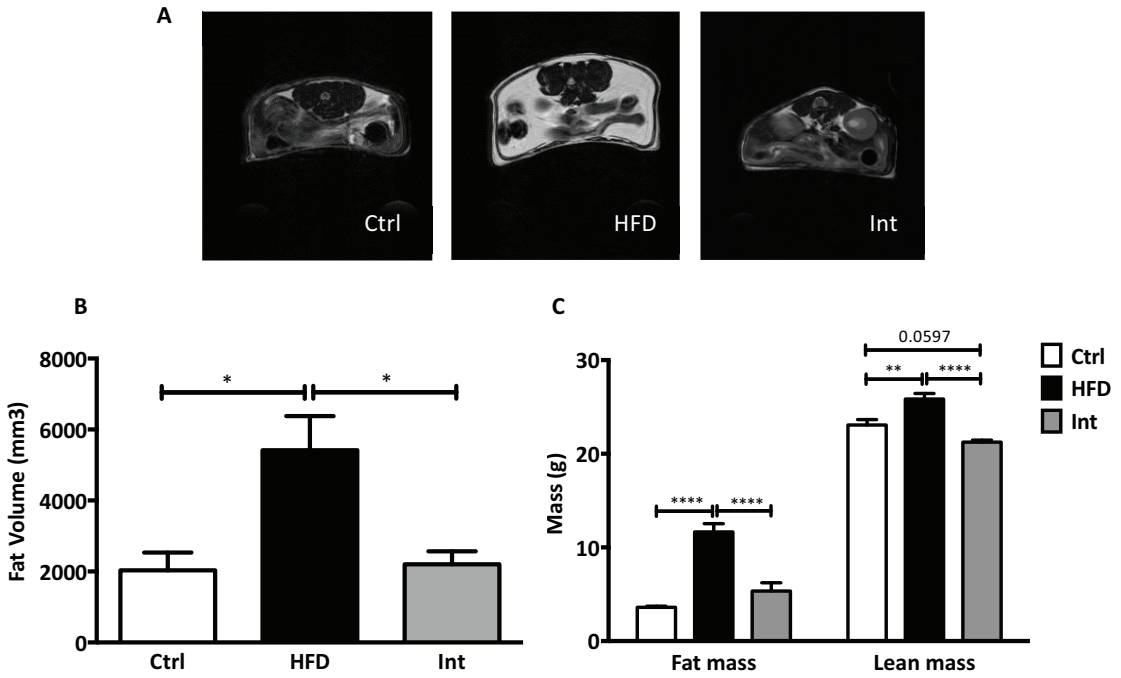 A
Ctrl
HFD
Int
B
Fat Volume (mm3)
8000
6000
4000
2000
0
*
*
Ctrl
HFD
Int
C
Mass (g)
30
20
10
0
****
****
0.0597
**
****
Fat mass
Lean mass
Ctrl
HFD
Int